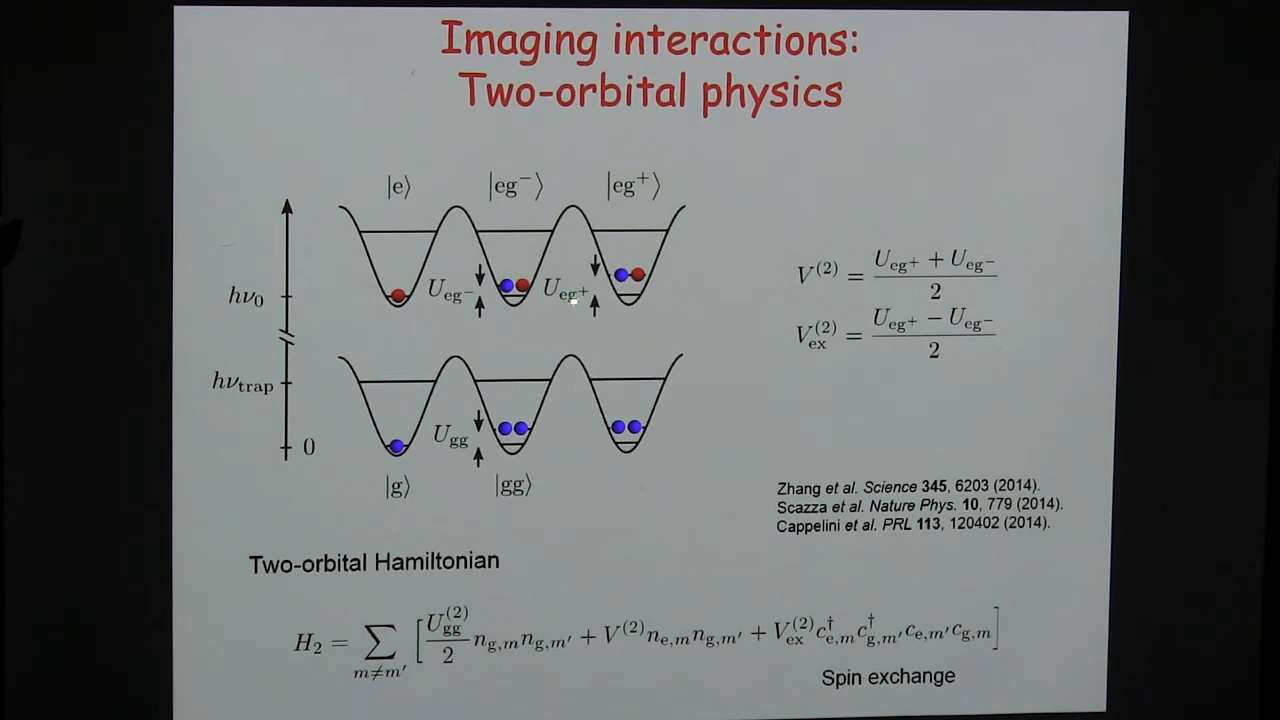 Imaging interactions:
Two-orbital physics
|e⟩ |eg⁻⟩ |eg⁺⟩
hν₀ U_eg⁻ U_eg⁺
hν_trap
U_gg
0
|g⟩ |gg⟩
V⁽²⁾ = (U_eg⁺ + U_eg⁻) / 2
V_ex⁽²⁾ = (U_eg⁺ − U_eg⁻) / 2
Zhang et al. Science 345, 6203 (2014).
Scazza et al. Nature Phys. 10, 779 (2014).
Cappelini et al. PRL 113, 120402 (2014).
Two-orbital Hamiltonian
H₂ = ∑_{m≠m′} [ U_gg⁽²⁾/2 n_{g,m} n_{g,m′} + V⁽²⁾ n_{e,m} n_{g,m′} + V_ex⁽²⁾ c†_{e,m} c†_{g,m′} c_{e,m′} c_{g,m} ]
Spin exchange